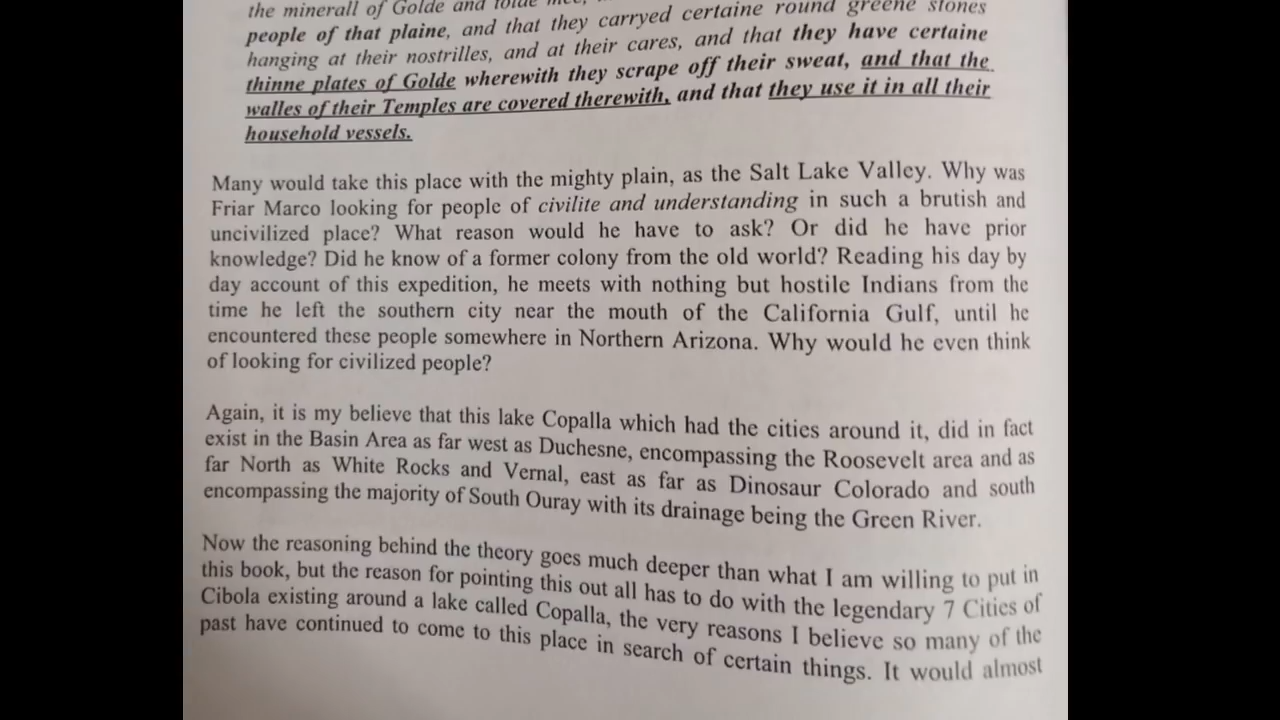 the minerall of Golde and
people of that plaine, and that they carryed certaine round greene stones
hanging at their nostrilles, and at their cares, and that they have certaine
thinne plates of Golde wherewith they scrape off their sweat, and that the
walles of their Temples are covered therewith, and that they use it in all their
household vessels.
Many would take this place with the mighty plain, as the Salt Lake Valley. Why was
Friar Marco looking for people of civilite and understanding in such a brutish and
uncivilized place? What reason would he have to ask? Or did he have prior
knowledge? Did he know of a former colony from the old world? Reading his day by
day account of this expedition, he meets with nothing but hostile Indians from the
time he left the southern city near the mouth of the California Gulf, until he
encountered these people somewhere in Northern Arizona. Why would he even think
of looking for civilized people?
Again, it is my believe that this lake Copalla which had the cities around it, did in fact
exist in the Basin Area as far west as Duchesne, encompassing the Roosevelt area and as
far North as White Rocks and Vernal, east as far as Dinosaur Colorado and south
encompassing the majority of South Ouray with its drainage being the Green River.
Now the reasoning behind the theory goes much deeper than what I am willing to put in
this book, but the reason for pointing this out all has to do with the legendary 7 Cities of
Cibola existing around a lake called Copalla, the very reasons I believe so many of the
past have continued to come to this place in search of certain things. It would almost